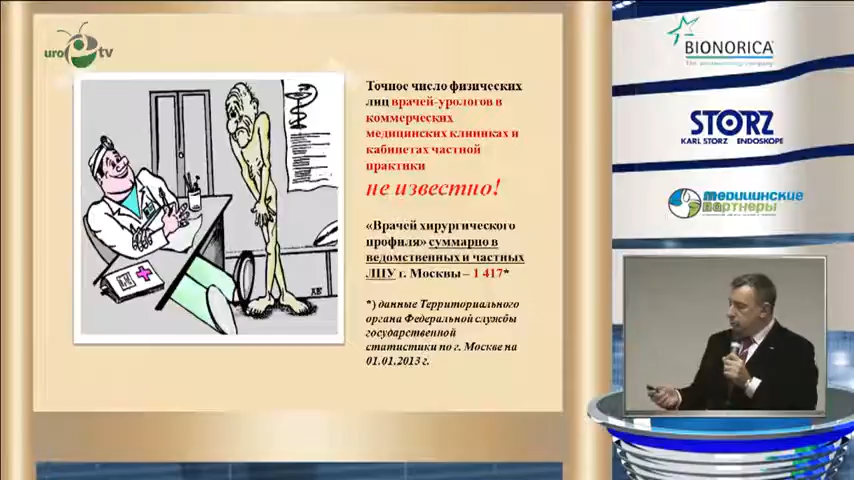 uro tv
Точное число физических
лиц врачей-урологов в
коммерческих
медицинских клиниках и
кабинетах частной
практики
не известно!
«Врачей хирургического
профиля» суммарно в
ведомственных и частных
ЛПУ г. Москвы – 1 417*
*) данные Территориального
органа Федеральной службы
государственной
статистики по г. Москве на
01.01.2013 г.
BIONORICA
STORZ
KARL STORZ ENDOSKOPE
медицинские
партнеры